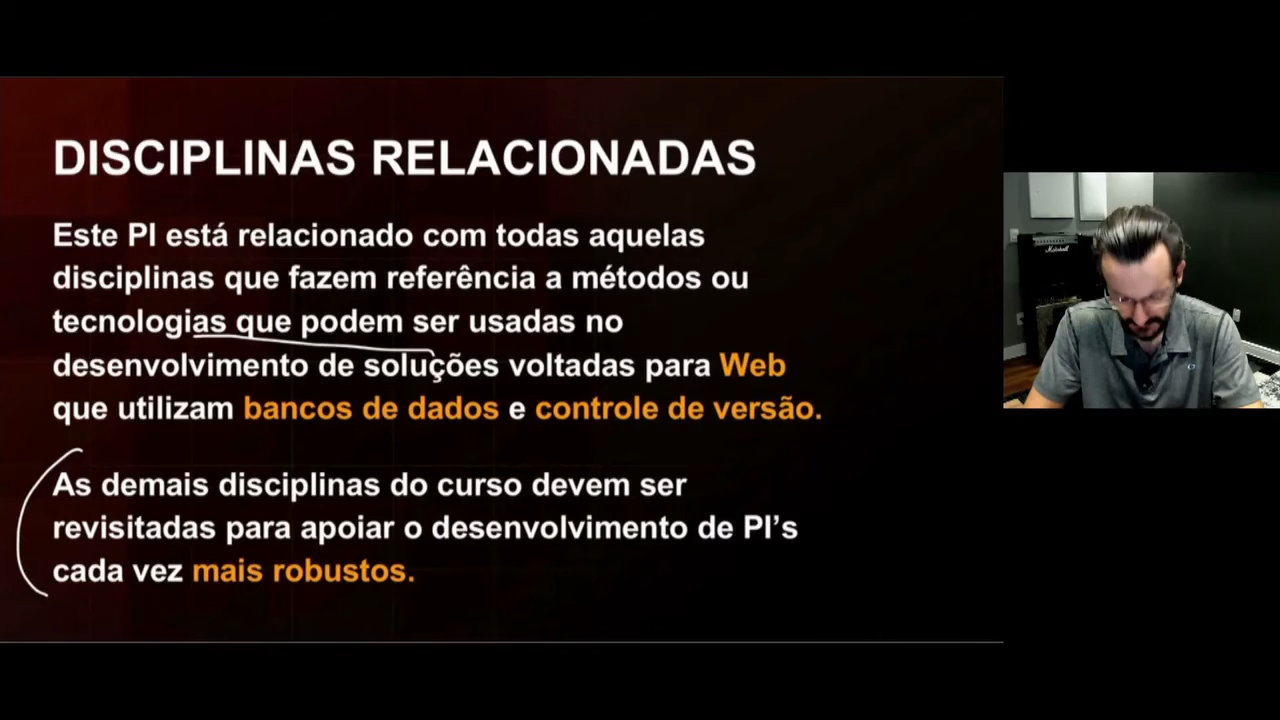 DISCIPLINAS RELACIONADAS
Este PI está relacionado com todas aquelas
disciplinas que fazem referência a métodos ou
tecnologias que podem ser usadas no
desenvolvimento de soluções voltadas para Web
que utilizam bancos de dados e controle de versão.
As demais disciplinas do curso devem ser
revisitadas para apoiar o desenvolvimento de PI’s
cada vez mais robustos.
Marshall